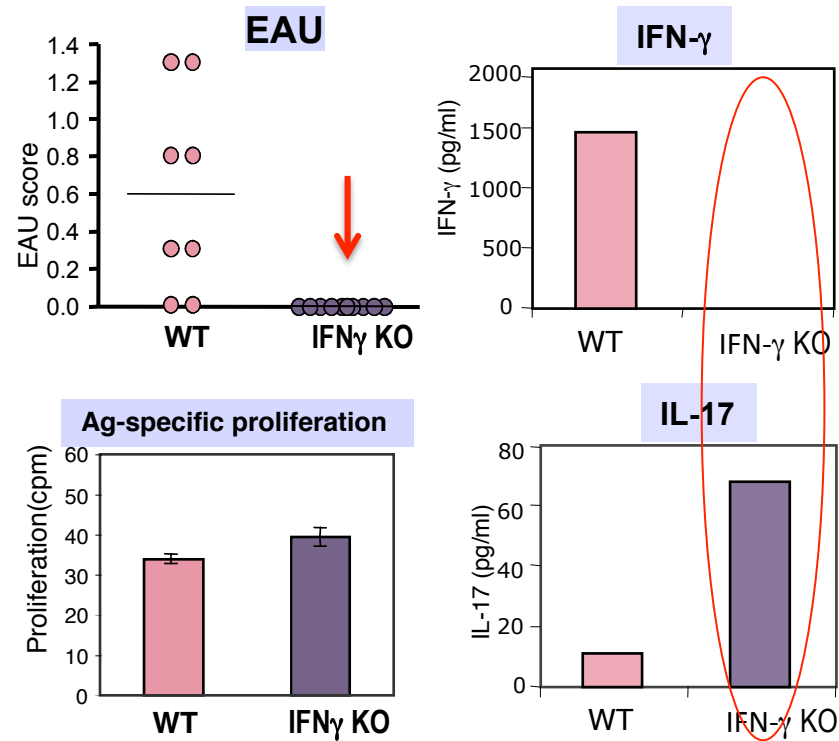 EAU
EAU score
1.4
1.2
1.0
0.8
0.6
0.4
0.2
0.0
WT
IFNγ KO
IFN-γ
IFN-γ (pg/ml)
2000
1500
1000
500
0
WT
IFN-γ KO
Ag-specific proliferation
Proliferation(cpm)
60
50
40
30
20
10
0
WT
IFNγ KO
IL-17
IL-17 (pg/ml)
80
60
40
20
0
WT
IFN-γ KO